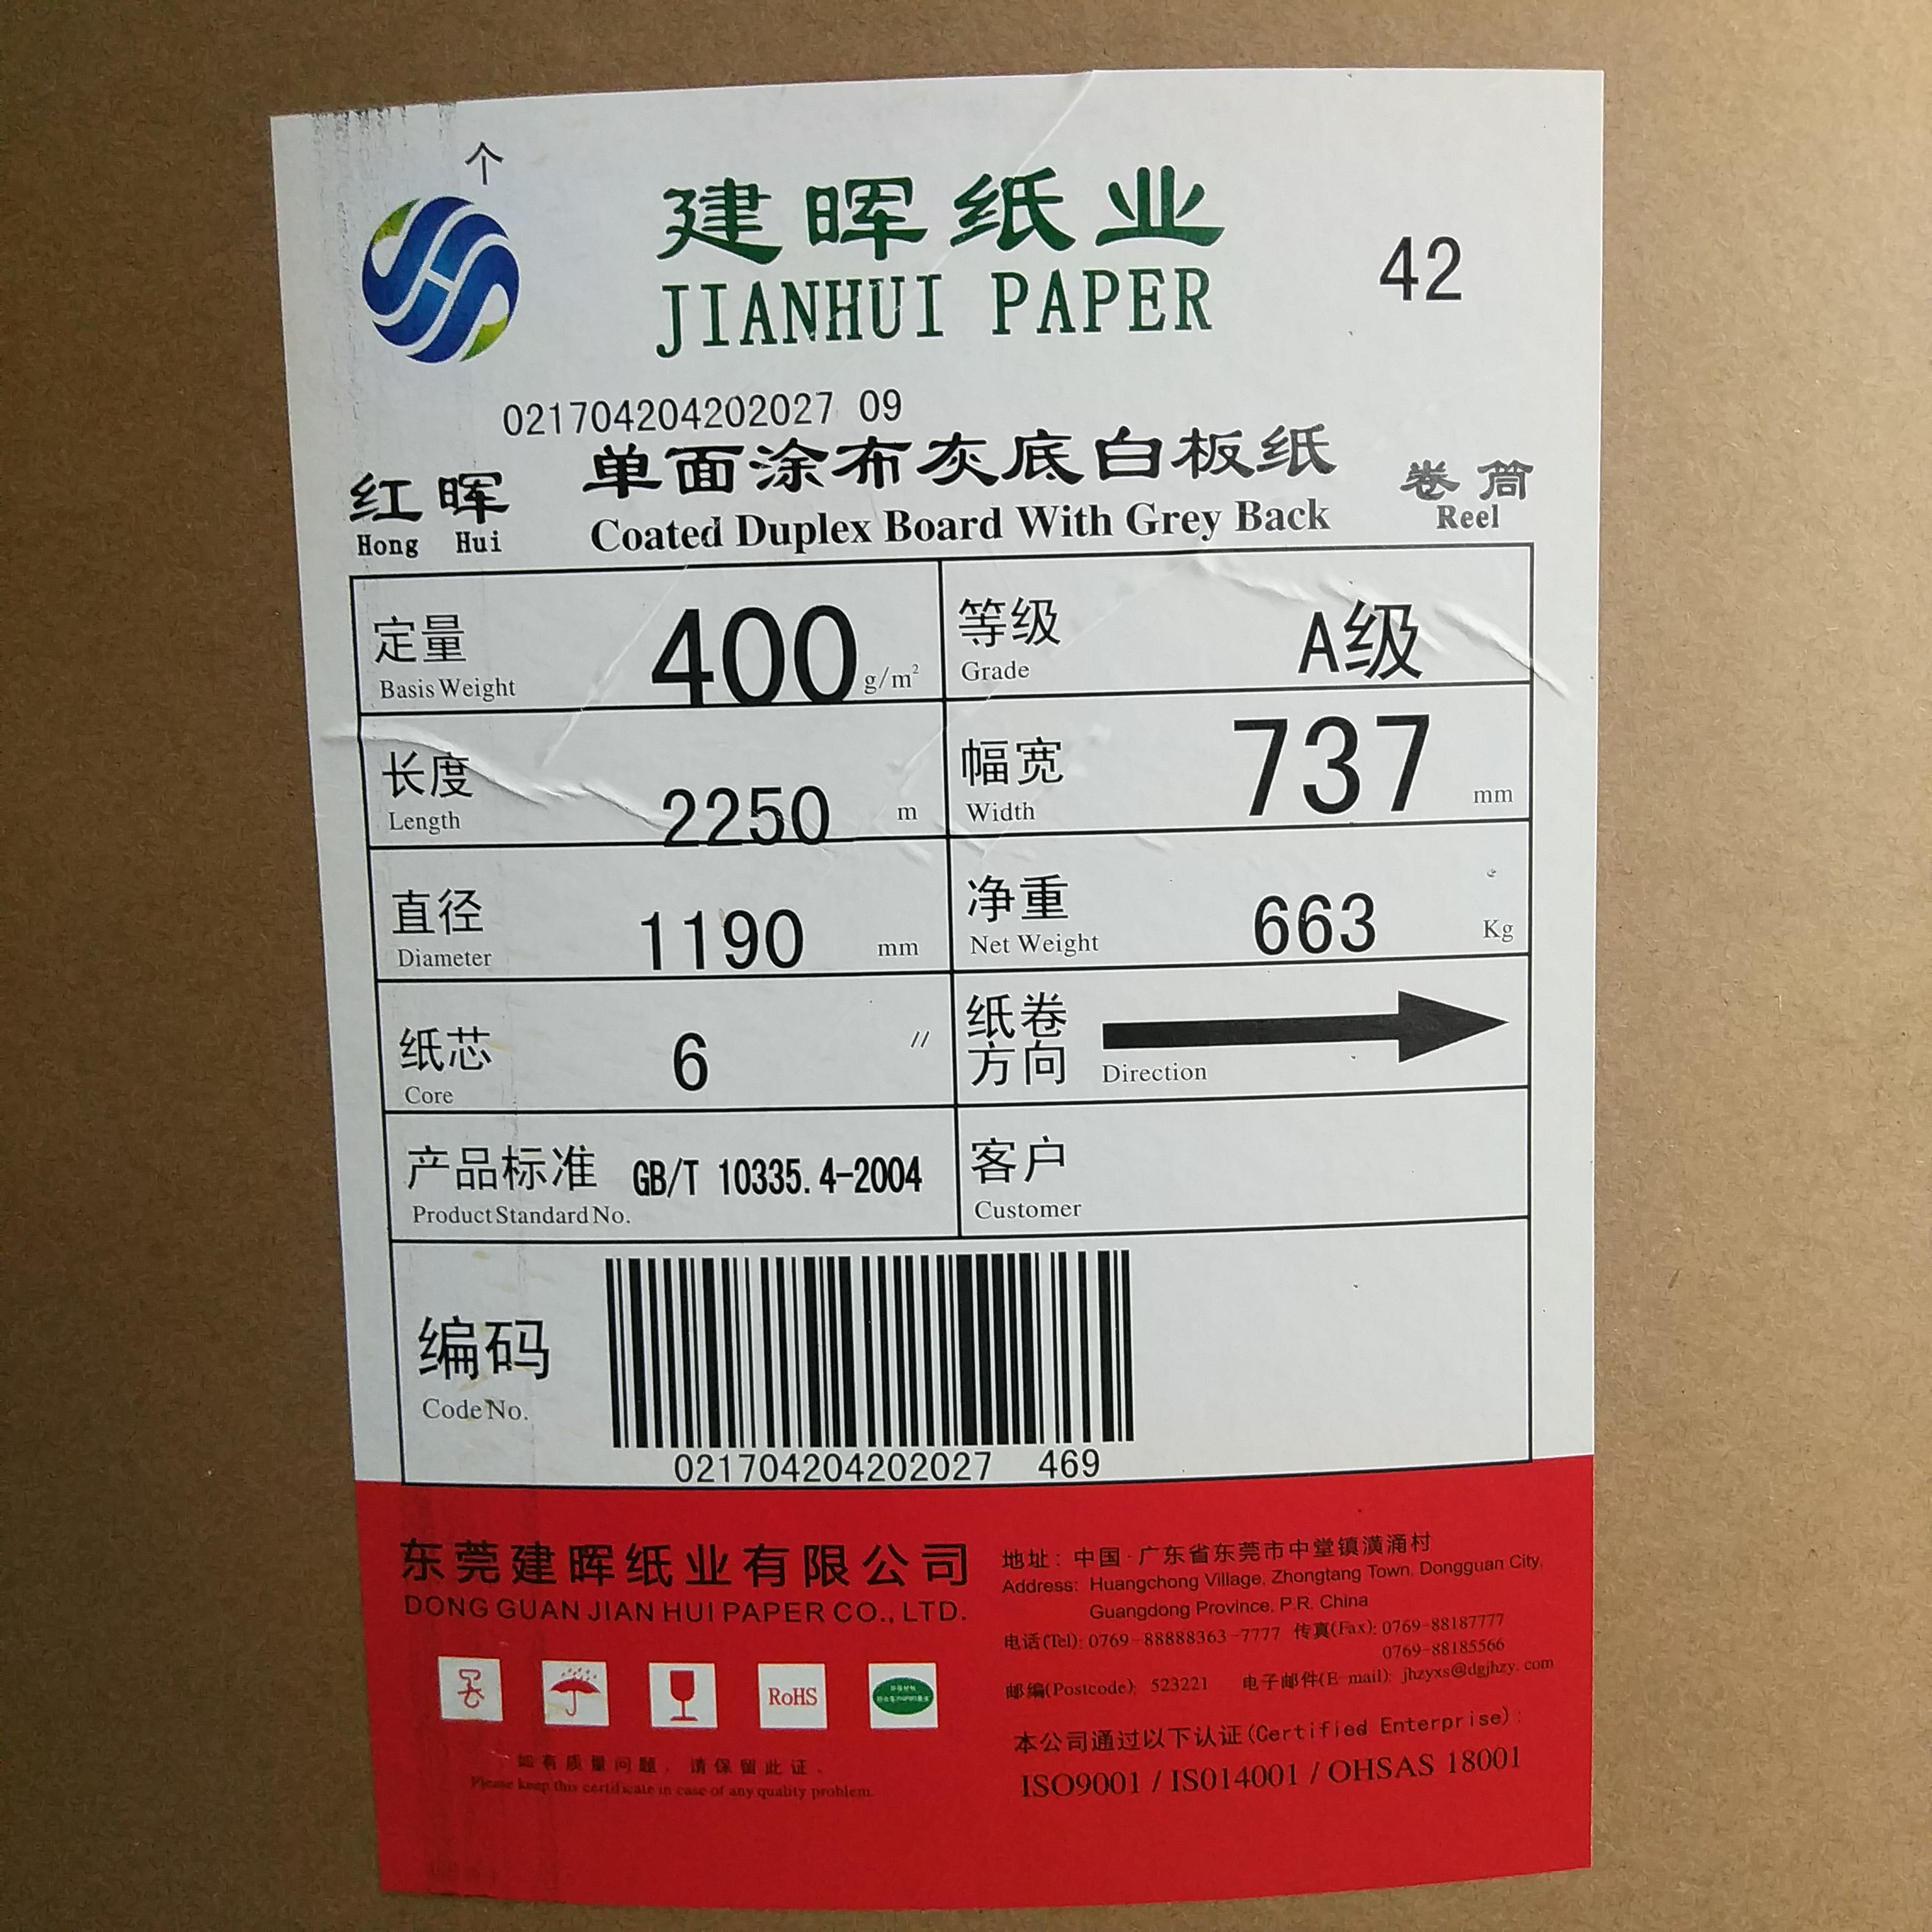 个
建晖纸业
JIANHUI PAPER
42
021704204202027 09
红晖
Hong Hui
单面涂布灰底白板纸
Coated Duplex Board With Grey Back
卷筒
Reel
定量
Basis Weight
400 g/m²
等级
Grade
A级
长度
Length
2250 m
幅宽
Width
737 mm
直径
Diameter
1190 mm
净重
Net Weight
663 Kg
纸芯
Core
6 〃
纸卷
方向
Direction
产品标准
Product Standard No.
GB/T 10335.4-2004
客户
Customer
编码
Code No.
021704204202027 469
东莞建晖纸业有限公司
DONG GUAN JIAN HUI PAPER CO., LTD.
地址：中国·广东省东莞市中堂镇潢涌村
Address: Huangchong Village, Zhongtang Town, Dongguan City,
Guangdong Province, P.R. China
电话(Tel): 0769-88888363-7777 传真(Fax): 0769-88187777
0769-88185566
邮编(Postcode): 523221 电子邮件(E-mail): jhzyxs@dgjhzy.com
RoHS
本公司通过以下认证(Certified Enterprise):
ISO9001 / ISO14001 / OHSAS 18001
如有质量问题，请保留此证。
Please keep this certificate in case of any quality problem.